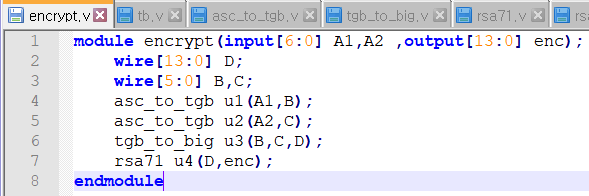 encrypt.v tb.v asc_to_tgb.v tgb_to_big.v rsa71.v rs
1 module encrypt(input[6:0] A1,A2 ,output[13:0] enc);
2 wire[13:0] D;
3 wire[5:0] B,C;
4 asc_to_tgb u1(A1,B);
5 asc_to_tgb u2(A2,C);
6 tgb_to_big u3(B,C,D);
7 rsa71 u4(D,enc);
8 endmodule